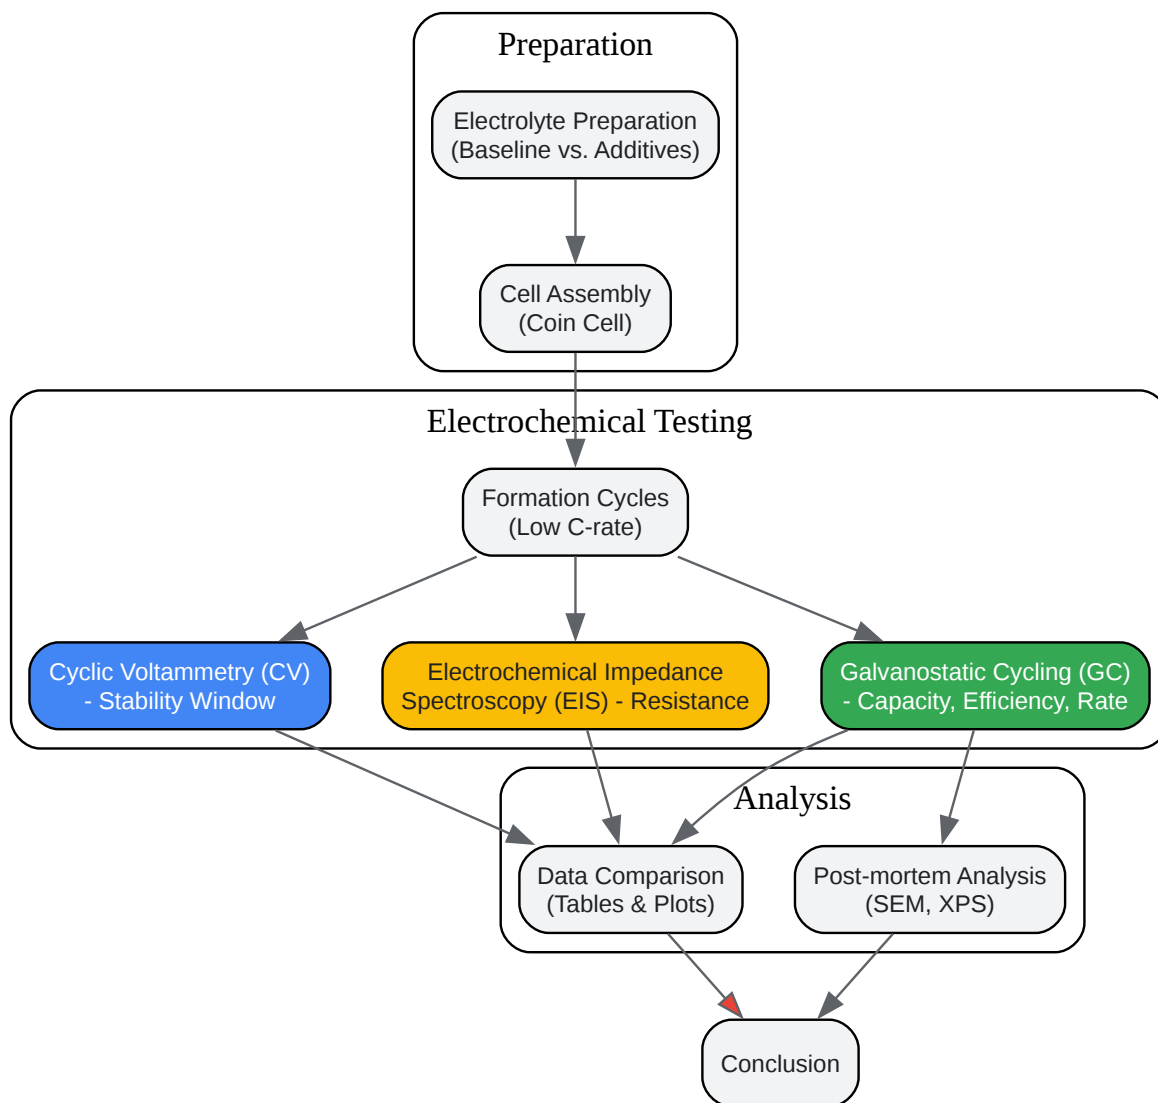 Preparation
Electrolyte Preparation
(Baseline vs. Additives)
Cell Assembly
(Coin Cell)
Electrochemical Testing
Formation Cycles
(Low C-rate)
Cyclic Voltammetry (CV)
- Stability Window
Electrochemical Impedance
Spectroscopy (EIS) - Resistance
Galvanostatic Cycling (GC)
- Capacity, Efficiency, Rate
Analysis
Data Comparison
(Tables & Plots)
Post-mortem Analysis
(SEM, XPS)
Conclusion